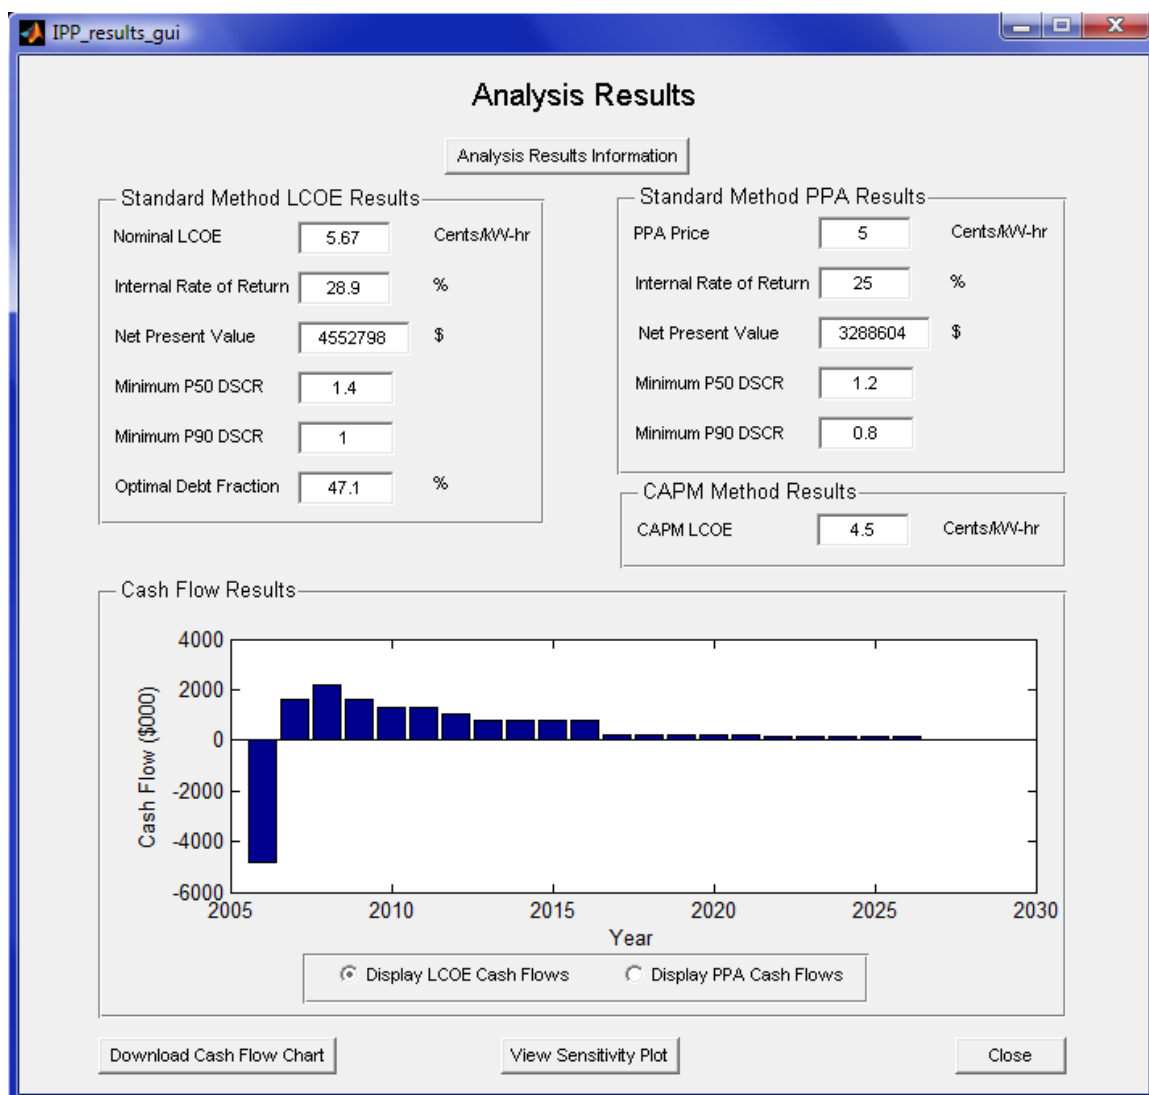 IPP_results_gui
Analysis Results
Analysis Results Information
Standard Method LCOE Results
Nominal LCOE 5.67 Cents/kW-hr
Internal Rate of Return 28.9 %
Net Present Value 4552798 $
Minimum P50 DSCR 1.4
Minimum P90 DSCR 1
Optimal Debt Fraction 47.1 %
Standard Method PPA Results
PPA Price 5 Cents/kW-hr
Internal Rate of Return 25 %
Net Present Value 3288604 $
Minimum P50 DSCR 1.2
Minimum P90 DSCR 0.8
CAPM Method Results
CAPM LCOE 4.5 Cents/kW-hr
Cash Flow Results
Cash Flow ($000)
4000
2000
0
-2000
-4000
-6000
2005 2010 2015 2020 2025 2030
Year
Display LCOE Cash Flows Display PPA Cash Flows
Download Cash Flow Chart View Sensitivity Plot Close